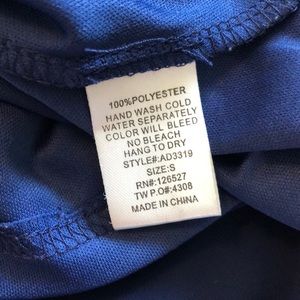 100%POLYESTER
HAND WASH COLD
WATER SEPARATELY
COLOR WILL BLEED
NO BLEACH
HANG TO DRY
STYLE#:AD3319
SIZE:S
RN#:126527
TW P.O#:4308
MADE IN CHINA